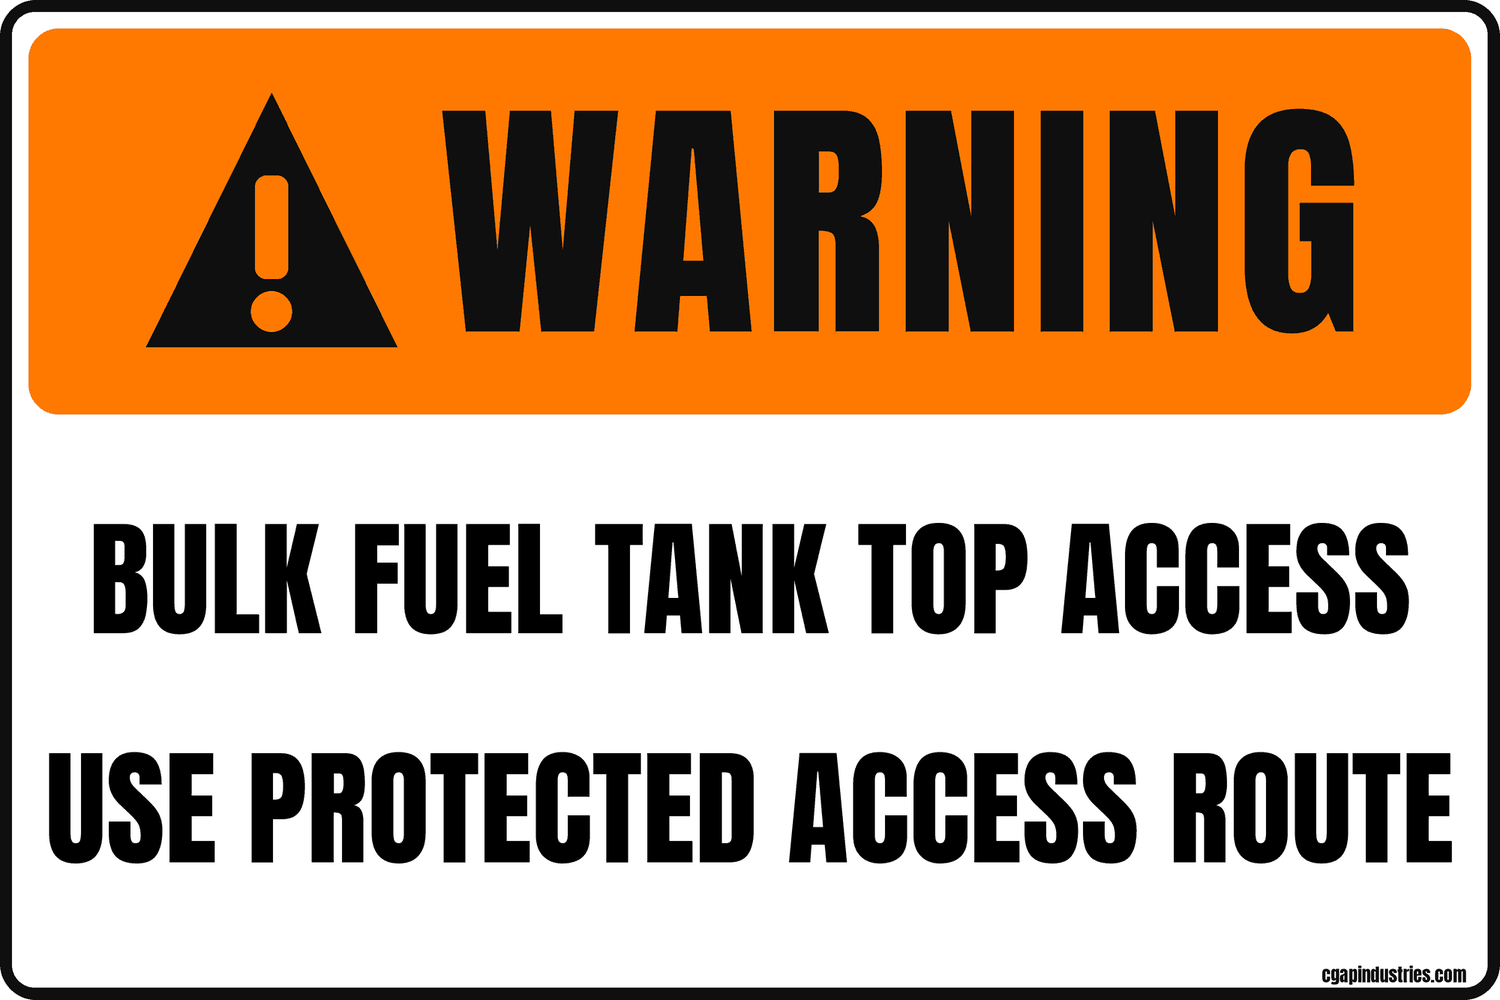 WARNING
BULK FUEL TANK TOP ACCESS
USE PROTECTED ACCESS ROUTE
cgapindustries.com